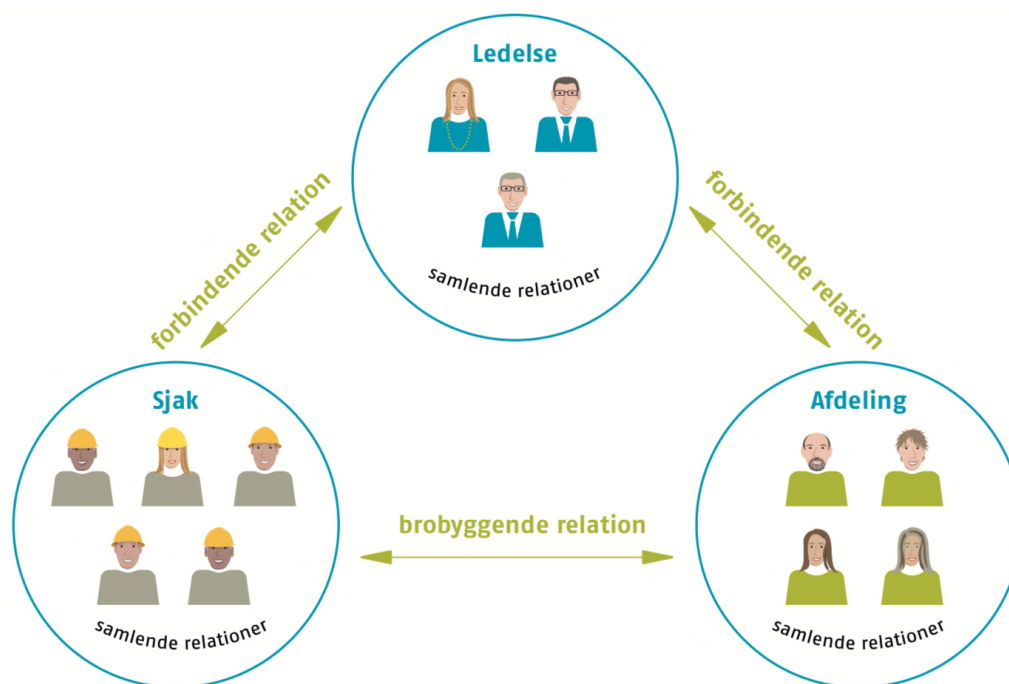 Ledelse
samlende relationer
forbindende relation
forbindende relation
Sjak
samlende relationer
brobyggende relation
Afdeling
samlende relationer